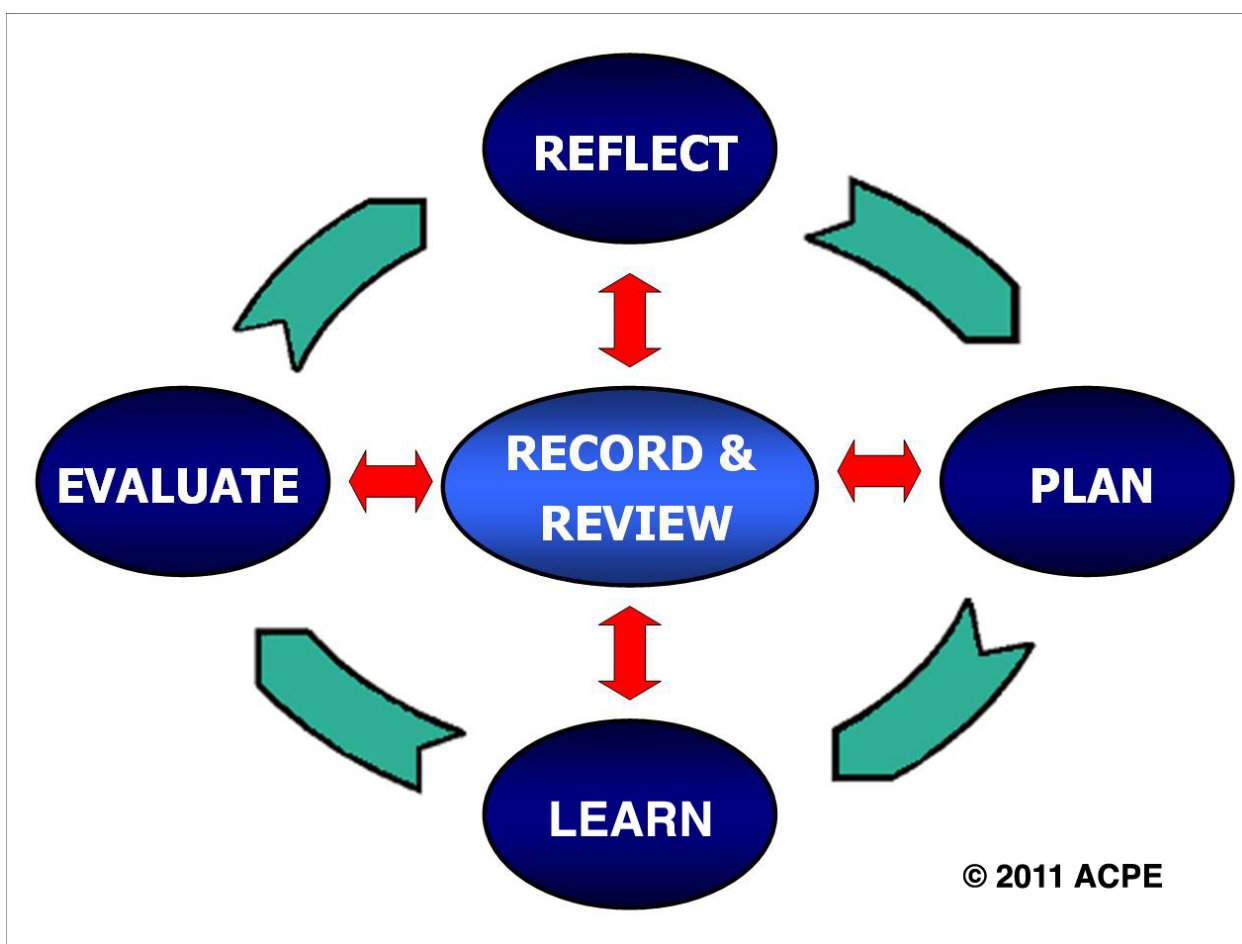 REFLECT
EVALUATE
RECORD &
REVIEW
PLAN
LEARN
© 2011 ACPE